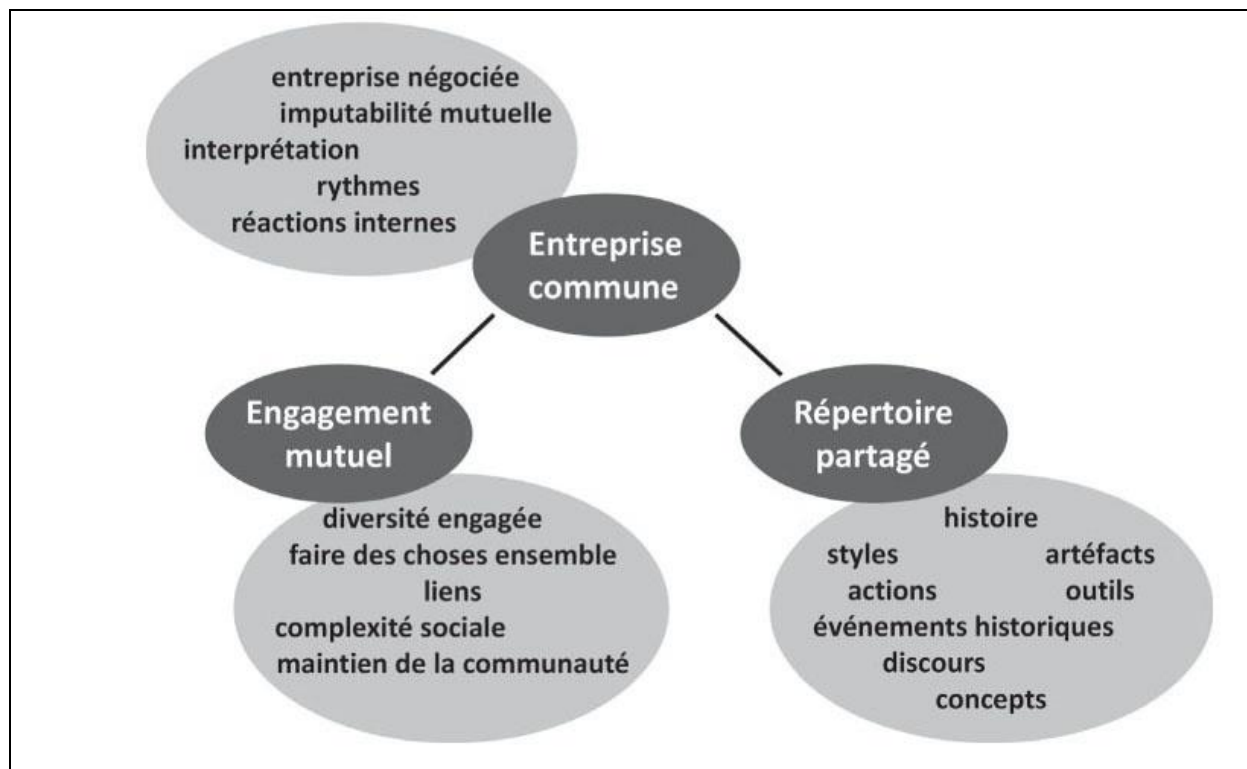 entreprise négociée
imputabilité mutuelle
interprétation
rythmes
réactions internes
Entreprise
commune
Engagement
mutuel
diversité engagée
faire des choses ensemble
liens
complexité sociale
maintien de la communauté
Répertoire
partagé
histoire
styles artéfacts
actions outils
événements historiques
discours
concepts